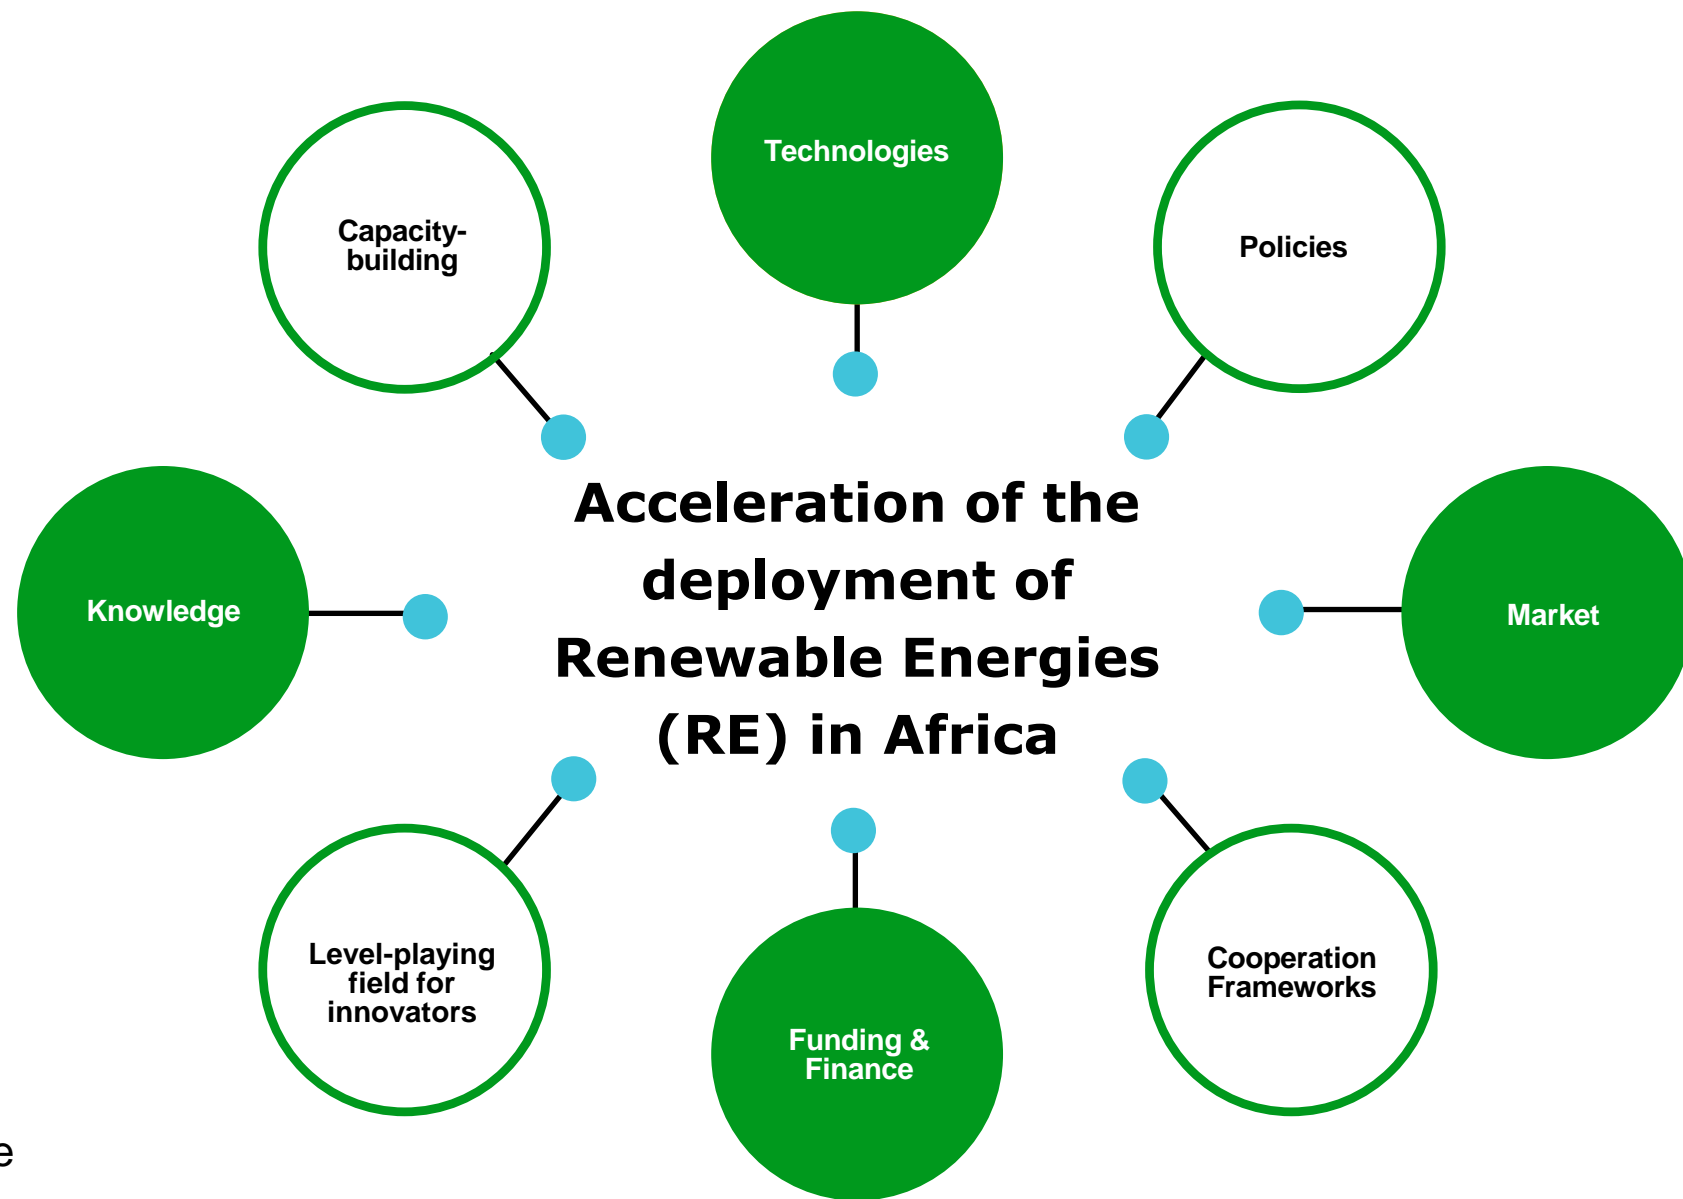 Technologies
Capacity-
building
Policies
Acceleration of the
deployment of
Renewable Energies
(RE) in Africa
Knowledge
Market
Level-playing
field for
innovators
Cooperation
Frameworks
Funding &
Finance
e